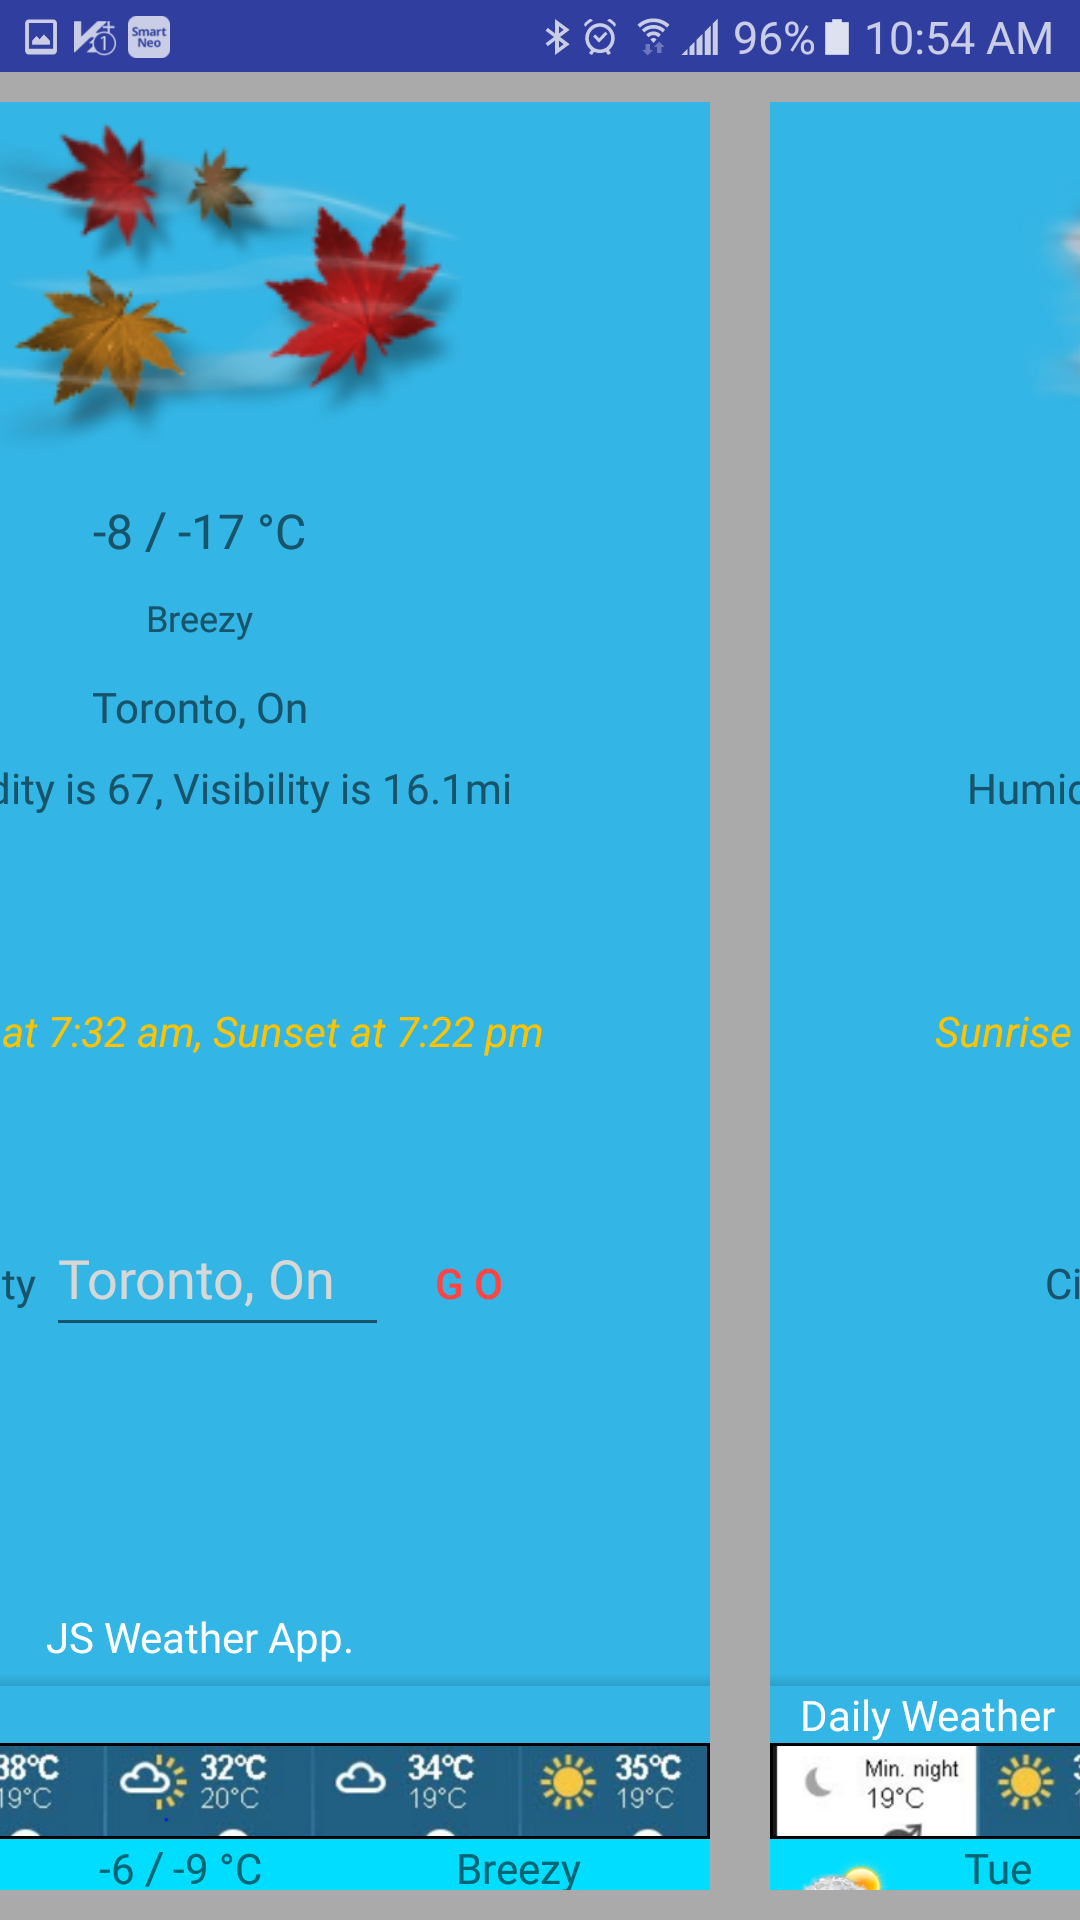 Smart Neo 96% 10:54 AM
-8 / -17 °C
Breezy
Toronto, On
dity is 67, Visibility is 16.1mi
Humid
at 7:32 am, Sunset at 7:22 pm
Sunrise
ty Toronto, On G O
Ci
JS Weather App.
Daily Weather
38°C 32°C 34°C 35°C
19°C 20°C 19°C 19°C
Min. night
19°C
-6 / -9 °C Breezy
Tue